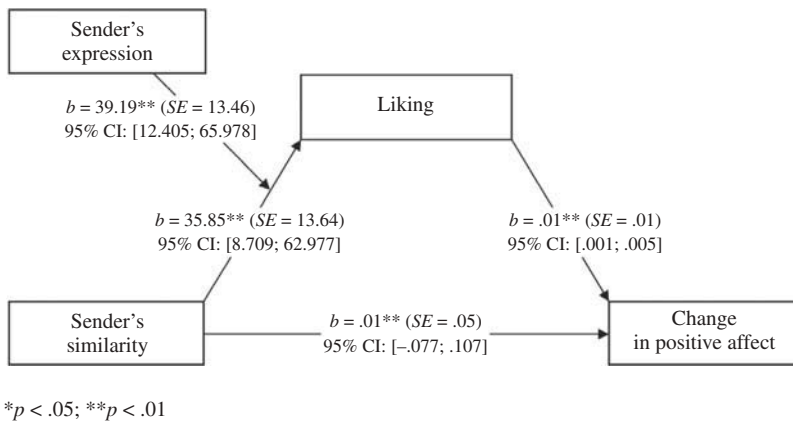 Sender's
expression
b = 39.19** (SE = 13.46)
95% CI: [12.405; 65.978]
Liking
b = 35.85** (SE = 13.64)
95% CI: [8.709; 62.977]
b = .01** (SE = .01)
95% CI: [.001; .005]
Sender's
similarity
b = .01** (SE = .05)
95% CI: [–.077; .107]
Change
in positive affect
*p < .05; **p < .01